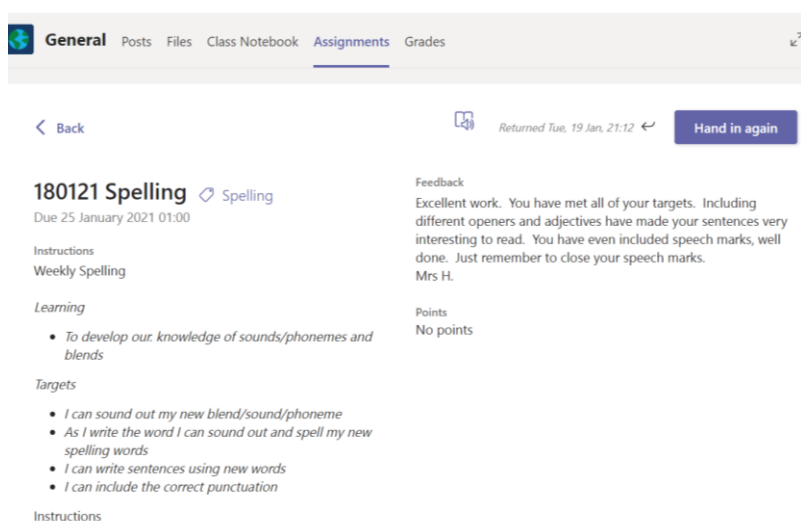 General Posts Files Class Notebook Assignments Grades
Back
Returned Tue, 19 Jan, 21:12
Hand in again
180121 Spelling Spelling
Due 25 January 2021 01:00
Instructions
Weekly Spelling
Learning
• To develop our. knowledge of sounds/phonemes and
blends
Targets
• I can sound out my new blend/sound/phoneme
• As I write the word I can sound out and spell my new
spelling words
• I can write sentences using new words
• I can include the correct punctuation
Instructions
Feedback
Excellent work. You have met all of your targets. Including
different openers and adjectives have made your sentences very
interesting to read. You have even included speech marks, well
done. Just remember to close your speech marks.
Mrs H.
Points
No points